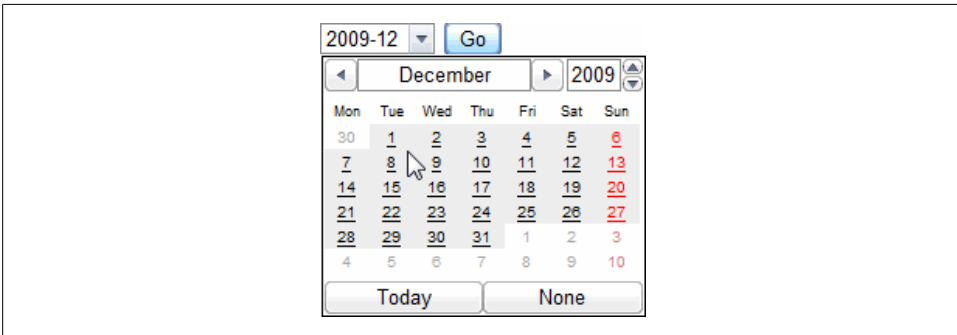 2009-12 Go
December 2009
Mon Tue Wed Thu Fri Sat Sun
30 1 2 3 4 5 6
7 8 9 10 11 12 13
14 15 16 17 18 19 20
21 22 23 24 25 26 27
28 29 30 31 1 2 3
4 5 6 7 8 9 10
Today None